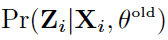 Pr(Z_i|X_i, θ^old)